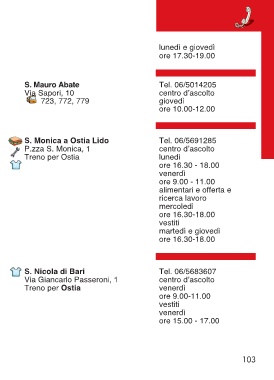 lunedì e giovedì
ore 17.30-19.00
S. Mauro Abate
Via Sapori, 10
723, 772, 779
Tel. 06/5014205
centro d'ascolto
giovedì
ore 10.00-12.00
S. Monica a Ostia Lido
P.zza S. Monica, 1
Treno per Ostia
Tel. 06/5691285
centro d'ascolto
lunedì
ore 16.30 - 18.00
venerdì
ore 9.00 - 11.00
alimentari e offerta e
ricerca lavoro
mercoledì
ore 16.30-18.00
vestiti
martedì e giovedì
ore 16.30-18.00
S. Nicola di Bari
Via Giancarlo Passeroni, 1
Treno per Ostia
Tel. 06/5683607
centro d'ascolto
venerdì
ore 9.00-11.00
vestiti
venerdì
ore 15.00 - 17.00
103